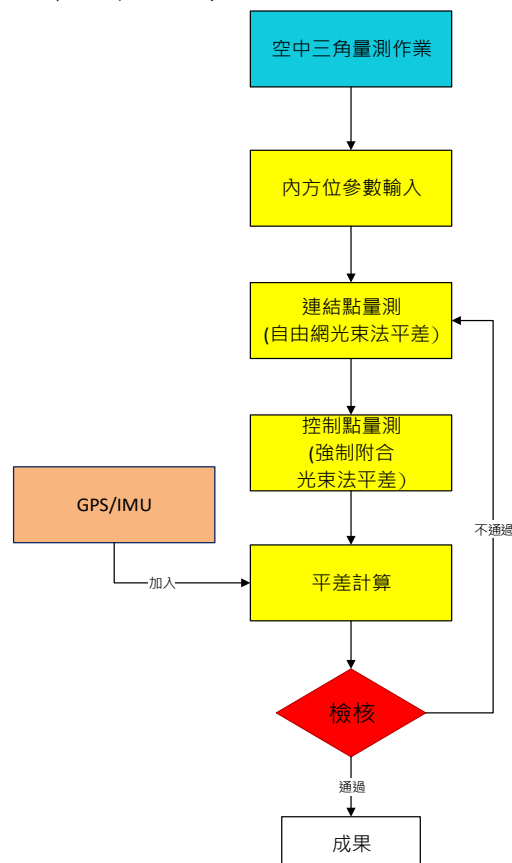 空中三角量測作業
內方位參數輸入
連結點量測
(自由網光束法平差)
控制點量測
(強制附合
光束法平差)
GPS/IMU
不通過
加入
平差計算
檢核
通過
成果